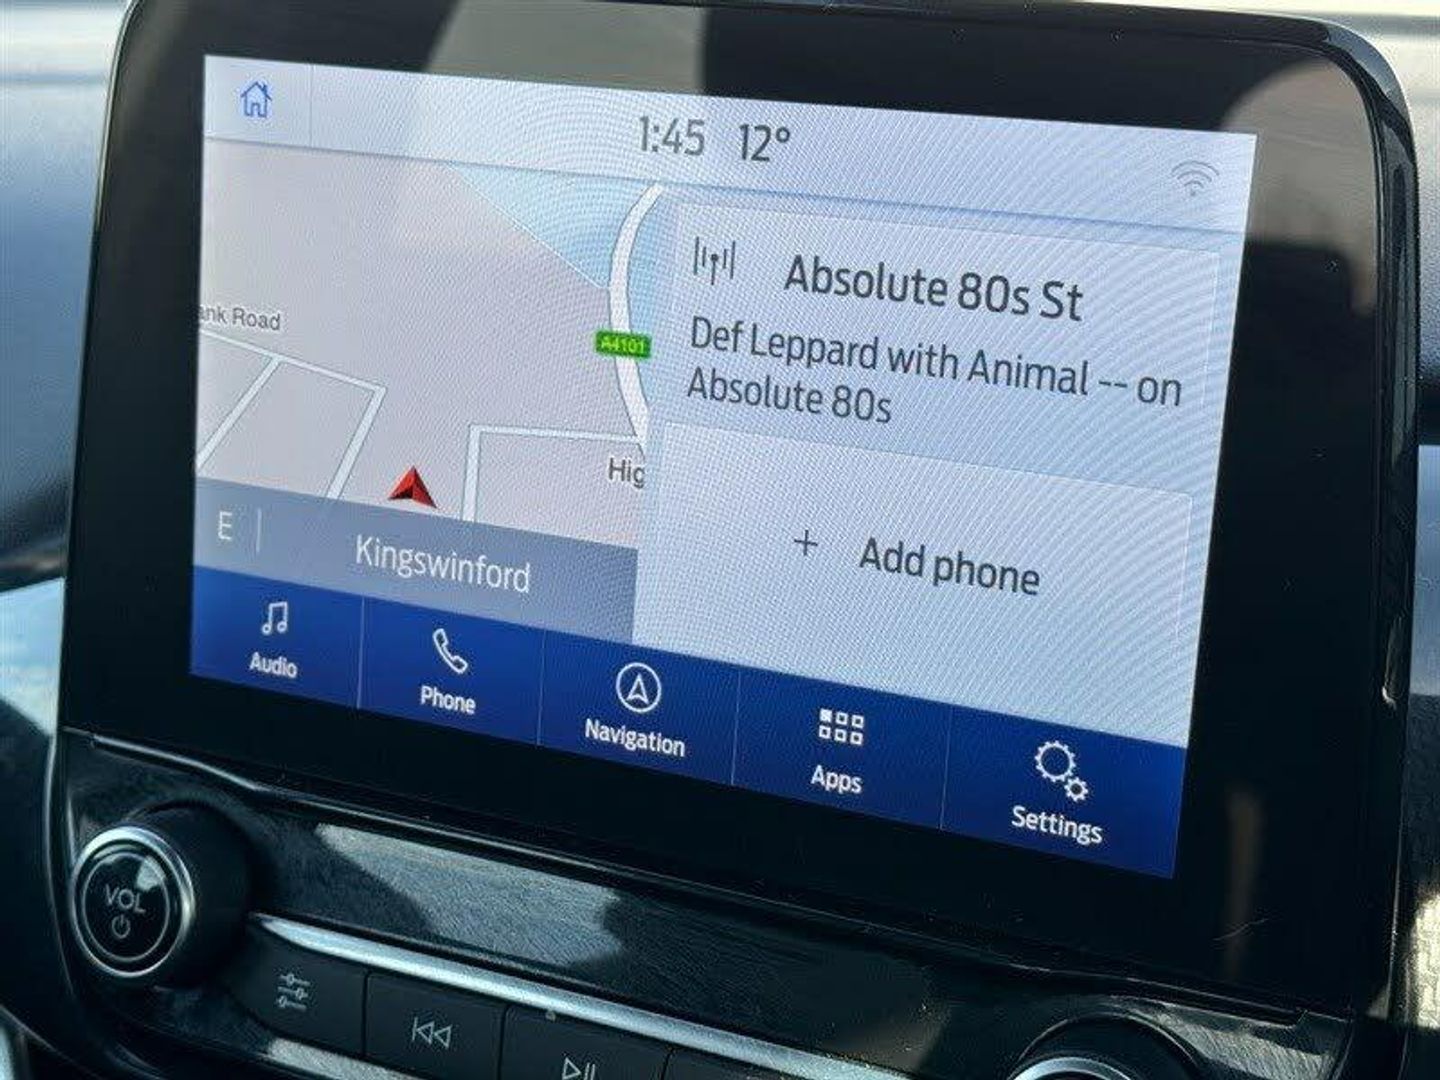 1:45 12°
Absolute 80s St
Def Leppard with Animal -- on
Absolute 80s
ank Road
A4101
Hig
E
Kingswinford
+ Add phone
Audio
Phone
Navigation
Apps
Settings
VOL